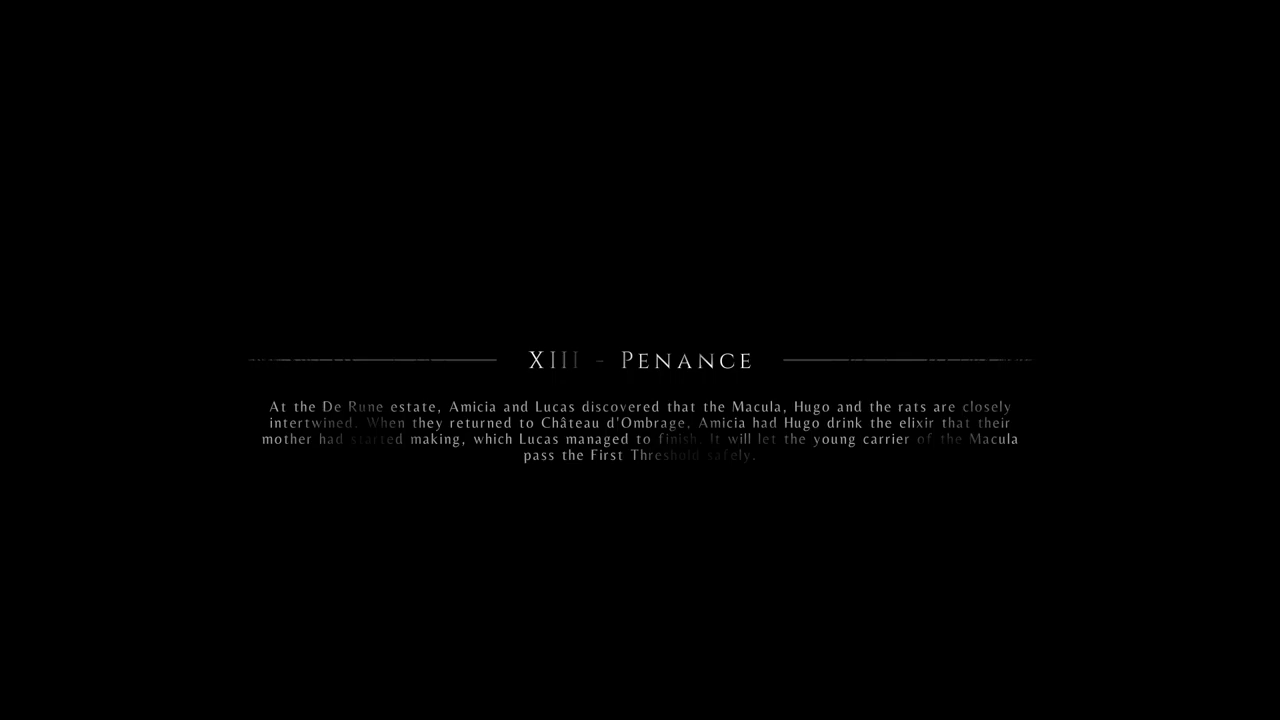 XIII - Penance
At the De Rune estate, Amicia and Lucas discovered that the Macula, Hugo and the rats are closely
intertwined. When they returned to Château d'Ombrage, Amicia had Hugo drink the elixir that their
mother had started making, which Lucas managed to finish. It will let the young carrier of the Macula
pass the First Threshold safely.